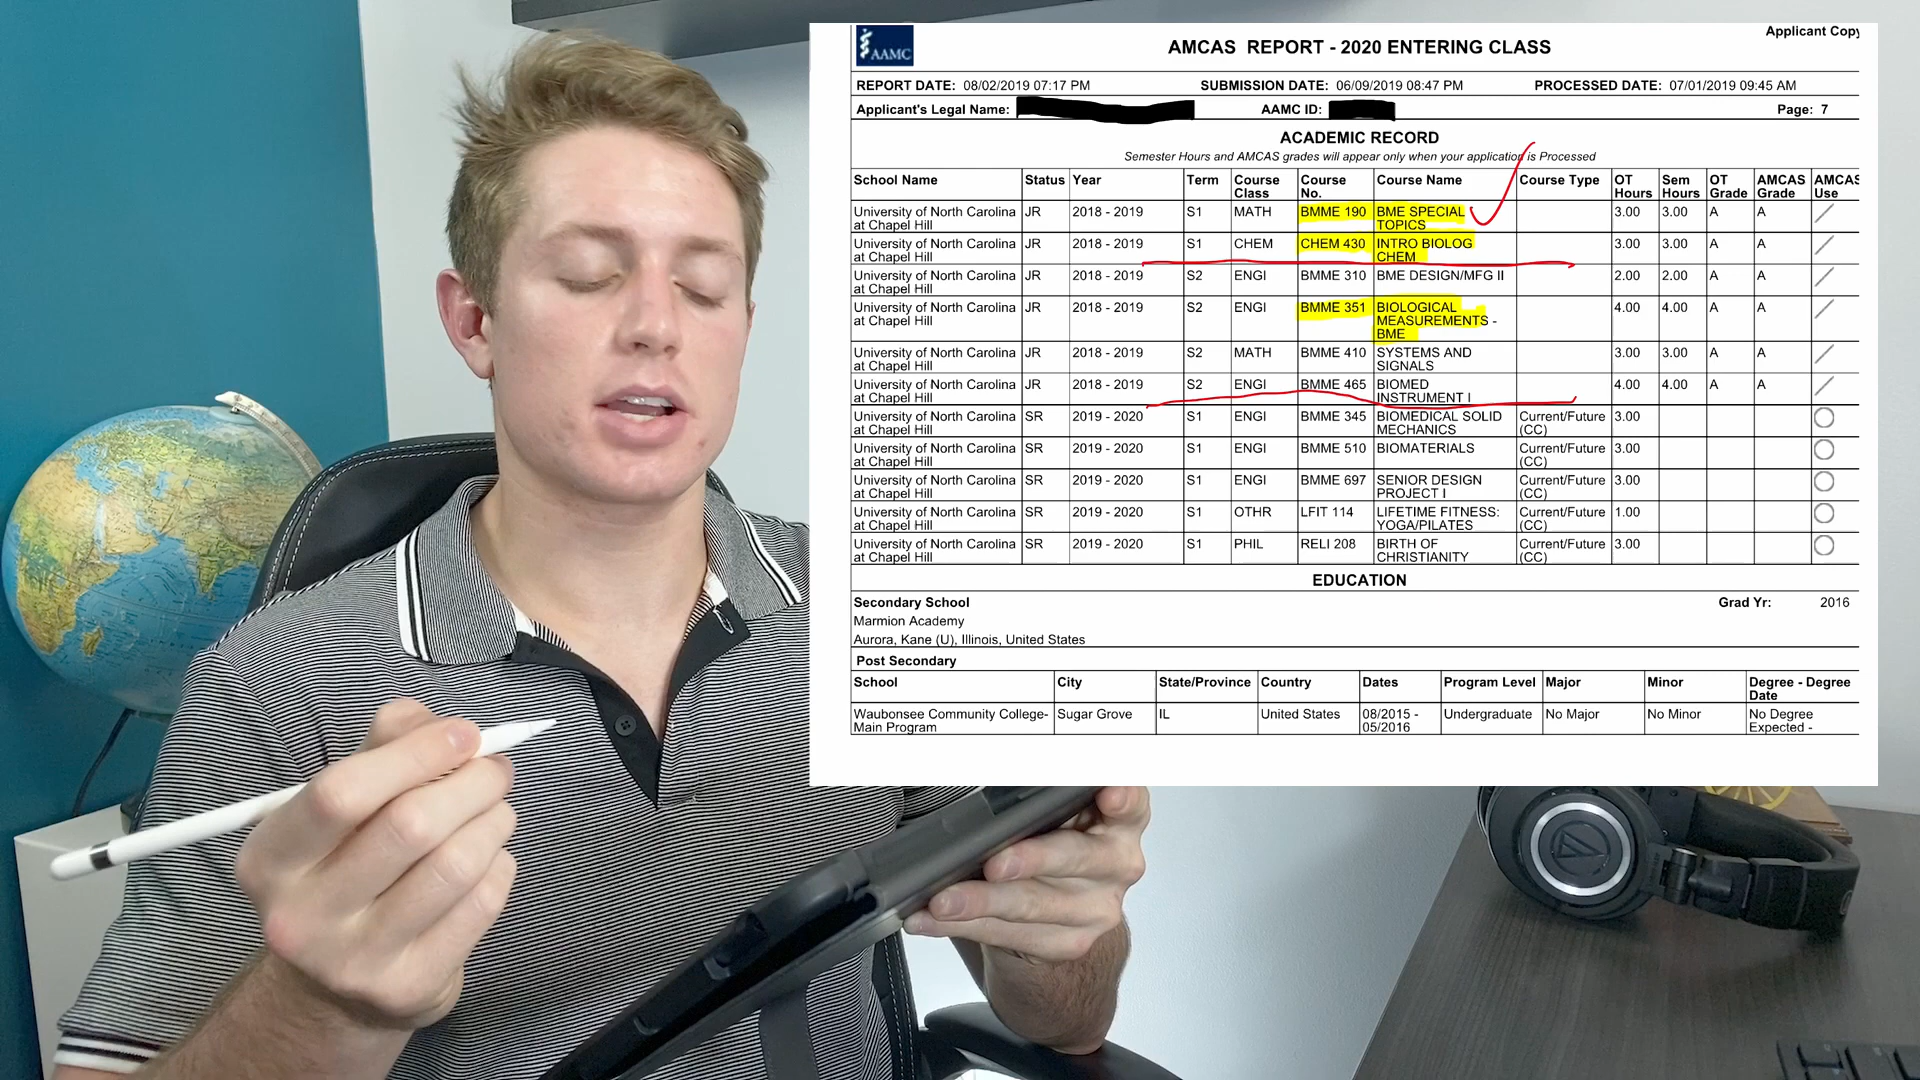 AAMC
AMCAS REPORT - 2020 ENTERING CLASS
Applicant Copy
REPORT DATE: 08/02/2019 07:17 PM SUBMISSION DATE: 06/09/2019 08:47 PM PROCESSED DATE: 07/01/2019 09:45 AM
Applicant's Legal Name: AAMC ID: Page: 7
ACADEMIC RECORD
Semester Hours and AMCAS grades will appear only when your application is Processed
School Name Status Year Term Course Class Course No. Course Name Course Type OT Hours Sem Hours OT Grade AMCAS Grade AMCAS Use
University of North Carolina JR 2018 - 2019 S1 MATH BMME 190 BME SPECIAL 3.00 3.00 A A
at Chapel Hill TOPICS
University of North Carolina JR 2018 - 2019 S1 CHEM CHEM 430 INTRO BIOLOG 3.00 3.00 A A
at Chapel Hill CHEM
University of North Carolina JR 2018 - 2019 S2 ENGI BMME 310 BME DESIGN/MFG II 2.00 2.00 A A
at Chapel Hill
University of North Carolina JR 2018 - 2019 S2 ENGI BMME 351 BIOLOGICAL 4.00 4.00 A A
at Chapel Hill MEASUREMENTS -
BME
University of North Carolina JR 2018 - 2019 S2 MATH BMME 410 SYSTEMS AND 3.00 3.00 A A
at Chapel Hill SIGNALS
University of North Carolina JR 2018 - 2019 S2 ENGI BMME 465 BIOMED 4.00 4.00 A A
at Chapel Hill INSTRUMENT I
University of North Carolina SR 2019 - 2020 S1 ENGI BMME 345 BIOMEDICAL SOLID Current/Future 3.00
at Chapel Hill MECHANICS (CC)
University of North Carolina SR 2019 - 2020 S1 ENGI BMME 510 BIOMATERIALS Current/Future 3.00
at Chapel Hill (CC)
University of North Carolina SR 2019 - 2020 S1 ENGI BMME 697 SENIOR DESIGN Current/Future 3.00
at Chapel Hill PROJECT I (CC)
University of North Carolina SR 2019 - 2020 S1 OTHR LFIT 114 LIFETIME FITNESS: Current/Future 1.00
at Chapel Hill YOGA/PILATES (CC)
University of North Carolina SR 2019 - 2020 S1 PHIL RELI 208 BIRTH OF Current/Future 3.00
at Chapel Hill CHRISTIANITY (CC)
EDUCATION
Secondary School Grad Yr: 2016
Marmion Academy
Aurora, Kane (U), Illinois, United States
Post Secondary
School City State/Province Country Dates Program Level Major Minor Degree - Degree Date
Waubonsee Community College- Sugar Grove IL United States 08/2015 - Undergraduate No Major No Minor No Degree
Main Program 05/2016 Expected -